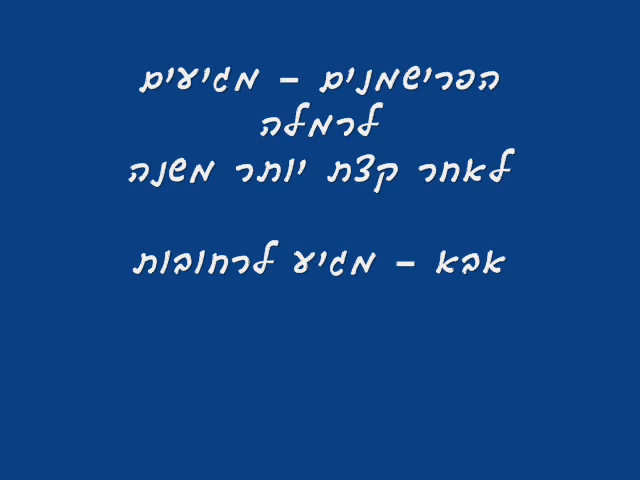 הפרישמנים – מגיעים
לרמלה
לאחר קצת יותר משנה
אבא – מגיע לרחובות